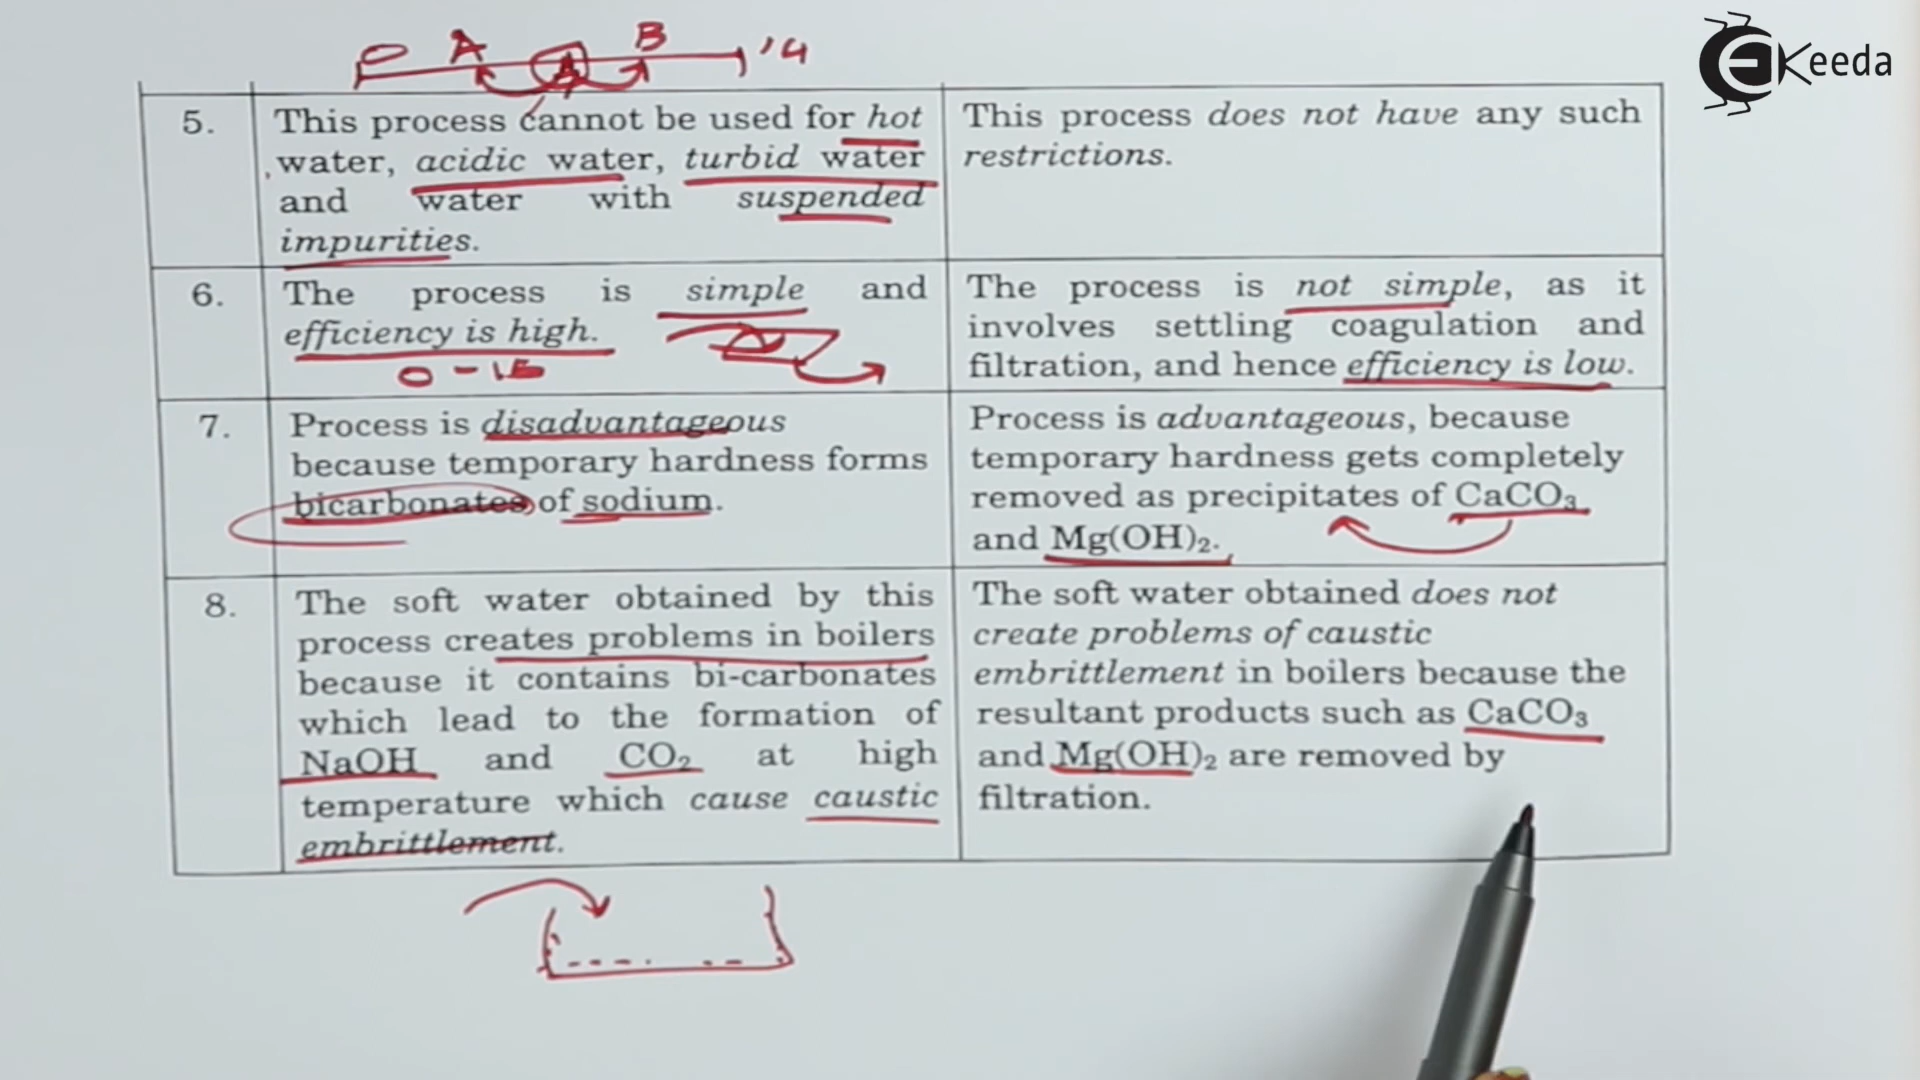 O A A B 14
Keeda
5. This process cannot be used for hot
water, acidic water, turbid water
and water with suspended
impurities.
This process does not have any such
restrictions.
6. The process is simple and
efficiency is high.
0 - 15
The process is not simple, as it
involves settling coagulation and
filtration, and hence efficiency is low.
7. Process is disadvantageous
because temporary hardness forms
bicarbonates of sodium.
Process is advantageous, because
temporary hardness gets completely
removed as precipitates of CaCO₃
and Mg(OH)₂.
8. The soft water obtained by this
process creates problems in boilers
because it contains bi-carbonates
which lead to the formation of
NaOH and CO₂ at high
temperature which cause caustic
embrittlement.
The soft water obtained does not
create problems of caustic
embrittlement in boilers because the
resultant products such as CaCO₃
and Mg(OH)₂ are removed by
filtration.